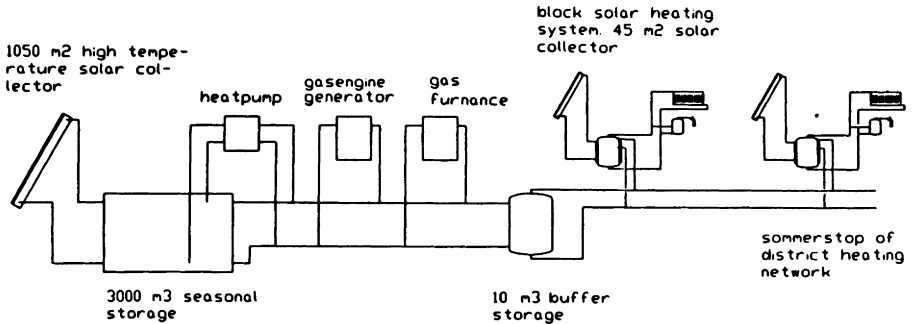 1050 m2 high tempe-
rature solar col-
lector
heatpump
gasengine
generator
gas
furnance
block solar heating
system. 45 m2 solar
collector
3000 m3 seasonal
storage
10 m3 buffer
storage
sommerstop of
district heating
network